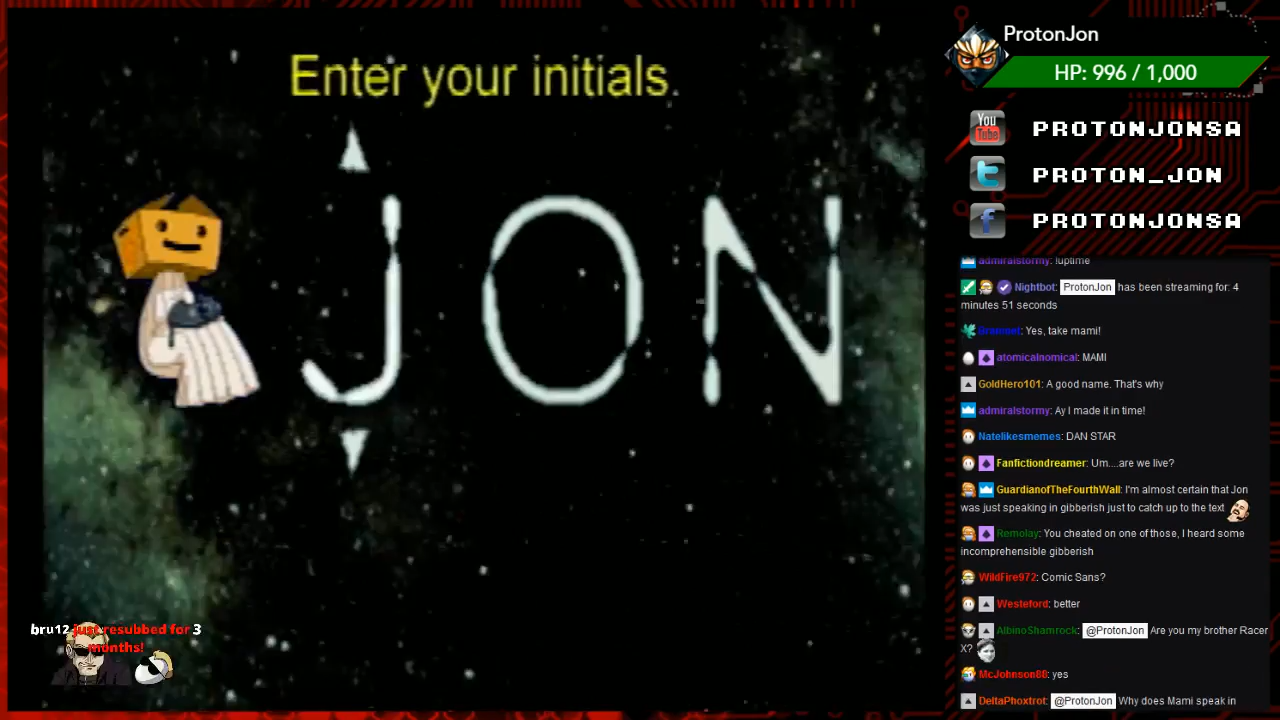 Enter your initials.
JON
bru12 just resubbed for 3
months!
ProtonJon
HP: 996 / 1,000
You
Tube
PROTONJONSA
PROTON_JON
PROTONJONSA
admiralstormy: !uptime
Nightbot: ProtonJon has been streaming for: 4
minutes 51 seconds
Yes, take mami!
atomicalnomical: MAMI
GoldHero101: A good name. That's why
admiralstormy: Ay I made it in time!
Natelikesmemes: DAN STAR
Fanfictiondreamer: Um....are we live?
GuardianofTheFourthWall: I'm almost certain that Jon
was just speaking in gibberish just to catch up to the text
Remolay: You cheated on one of those, I heard some
incomprehensible gibberish
WildFire972: Comic Sans?
Westeford: better
AlbinoShamrock: @ProtonJon Are you my brother Racer
X?
McJohnson88: yes
DeltaPhoxtrot: @ProtonJon Why does Mami speak in